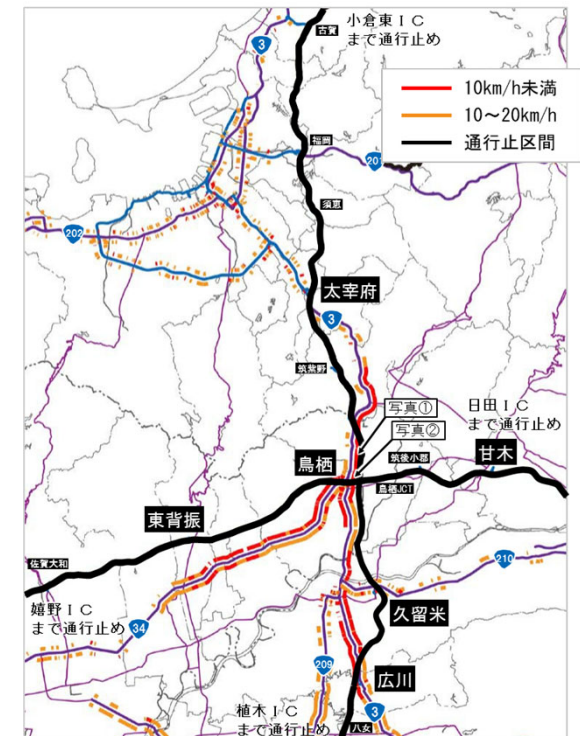 小倉東IC
まで通行止め
古賀
3
10km/h未満
10〜20km/h
通行止区間
福岡
201
須恵
202
太宰府
3
筑紫野
写真①
写真②
日田IC
まで通行止め
筑後小郡
甘木
鳥栖
鳥栖JCT
東背振
佐賀大和
210
嬉野IC
まで通行止め
34
久留米
209
広川
3
植木IC
まで通行止め
八女